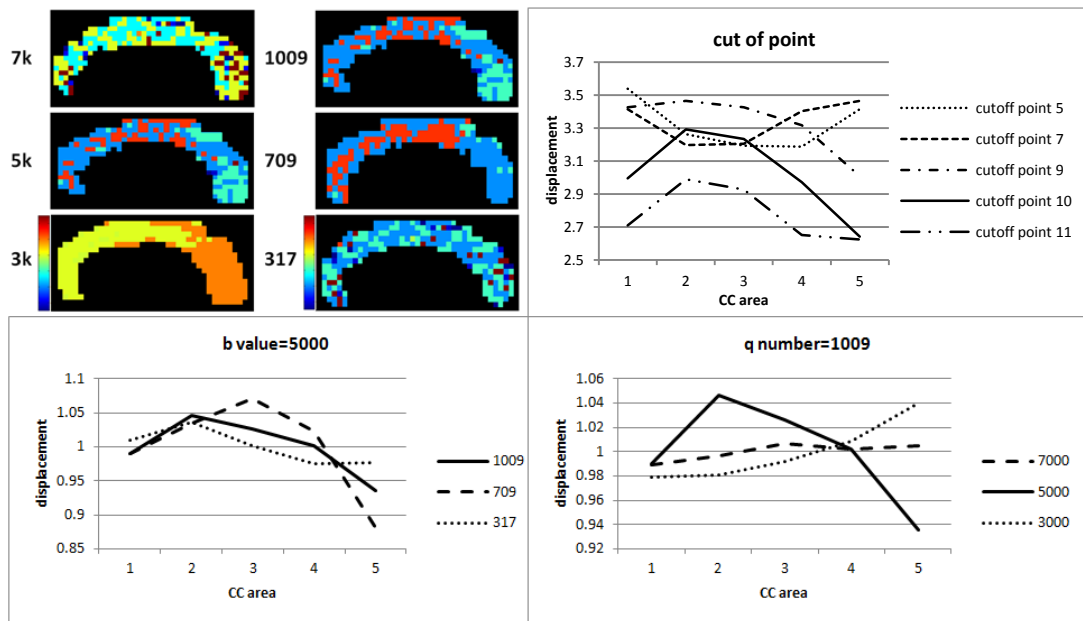 7k
1009
5k
709
3k
317
cut of point
3.7
3.5
3.3
3.1
2.9
2.7
2.5
displacement
1 2 3 4 5
CC area
cutoff point 5
cutoff point 7
cutoff point 9
cutoff point 10
cutoff point 11
b value=5000
1.1
1.05
1
0.95
0.9
0.85
displacement
1 2 3 4 5
CC area
1009
709
317
q number=1009
1.06
1.04
1.02
1
0.98
0.96
0.94
0.92
displacement
1 2 3 4 5
CC area
7000
5000
3000